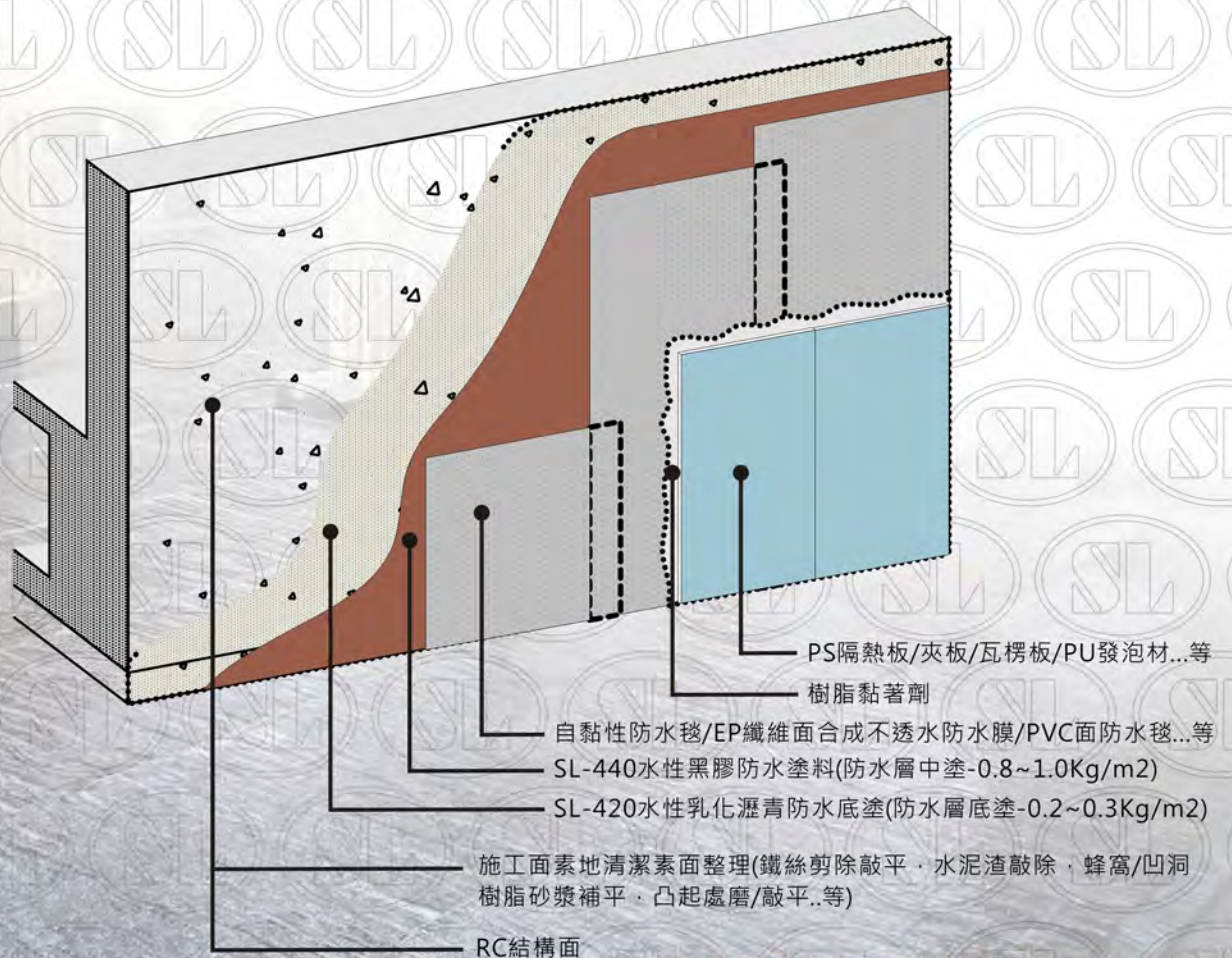 PS隔熱板/夾板/瓦楞板/PU發泡材...等
樹脂黏著劑
自黏性防水毯/EP纖維面合成不透水防水膜/PVC面防水毯...等
SL-440水性黑膠防水塗料(防水層中塗-0.8~1.0Kg/m2)
SL-420水性乳化瀝青防水底塗(防水層底塗-0.2~0.3Kg/m2)
施工面素地清潔素面整理(鐵絲剪除敲平，水泥渣敲除，蜂窩/凹洞
樹脂砂漿補平，凸起處磨/敲平..等)
RC結構面